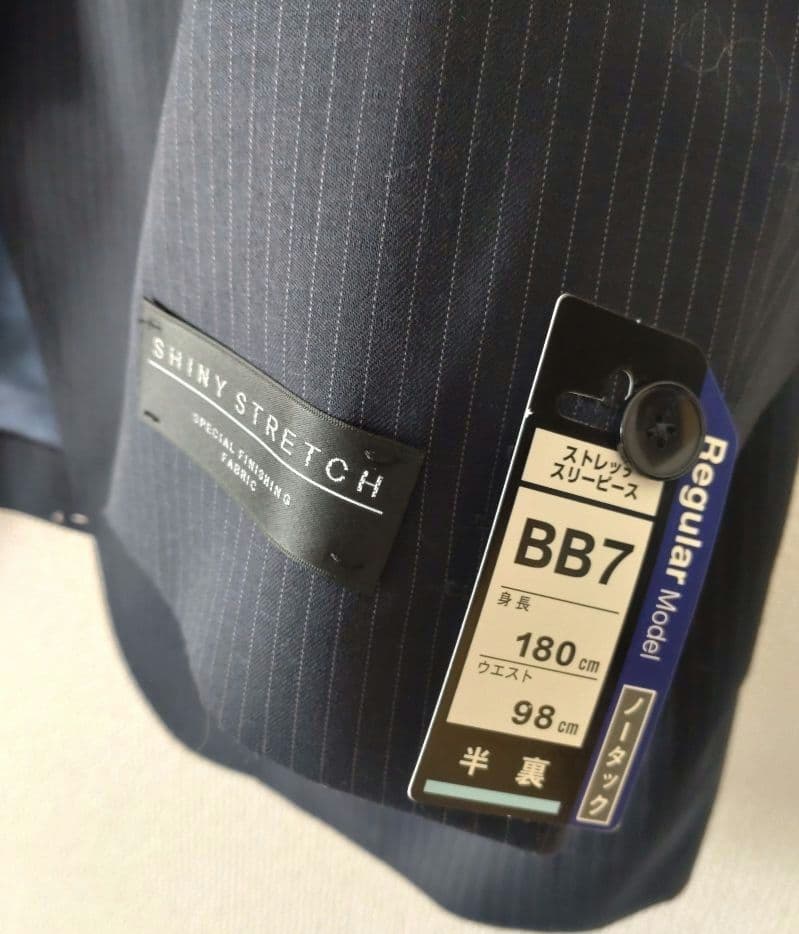 SHINY STRETCH
SPECIAL FINISHING
FABRIC
ストレッチ
スリーピース
BB7
身長
180cm
ウエスト
98cm
半裏
Regular Model
ノータック